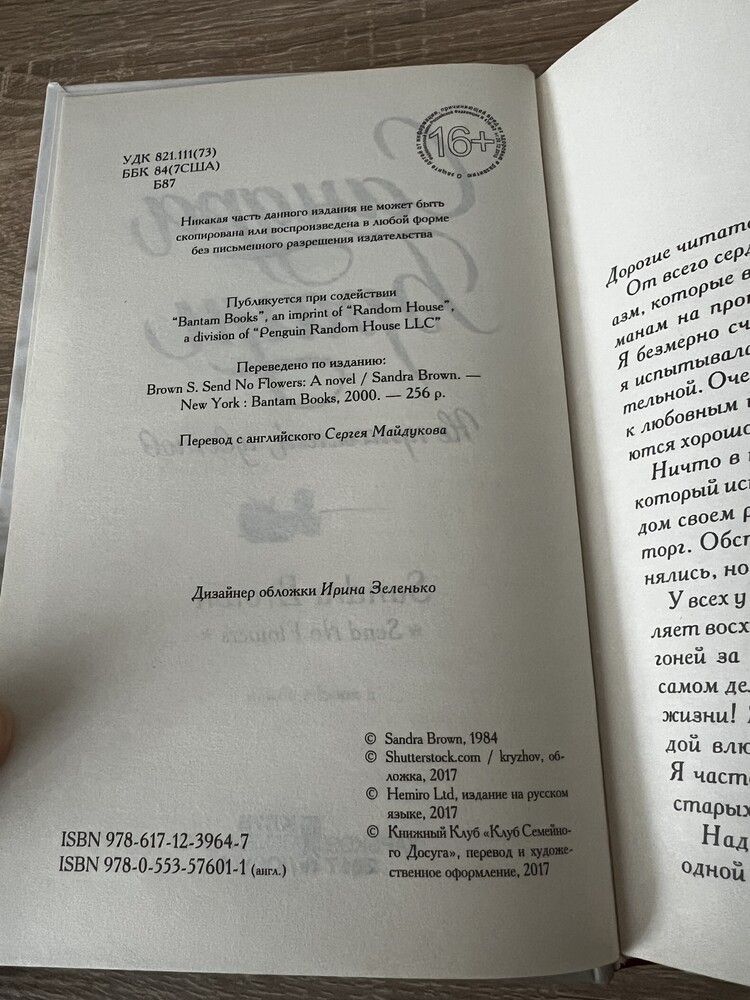 УДК 821.111(73)
ББК 84(7США)
Б87
16+
Никакая часть данного издания не может быть
скопирована или воспроизведена в любой форме
без письменного разрешения издательства
Публикуется при содействии
“Bantam Books”, an imprint of “Random House”,
a division of “Penguin Random House LLC”
Переведено по изданию:
Brown S. Send No Flowers: A novel / Sandra Brown. —
New York : Bantam Books, 2000. — 256 p.
Перевод с английского Сергея Майдукова
Дизайнер обложки Ирина Зеленько
© Sandra Brown, 1984
© Shutterstock.com / kryzhov, об-
ложка, 2017
© Hemiro Ltd, издание на русском
языке, 2017
© Книжный Клуб «Клуб Семейно-
го Досуга», перевод и художе-
ственное оформление, 2017
ISBN 978-617-12-3964-7
ISBN 978-0-553-57601-1 (англ.)
Дорогие читате
От всего серд
азм, которые в
манам на про
Я безмерно сч
я испытывала
тельной. Оче
к любовным
ются хорошо
Ничто в
который ис
дом своем р
торг. Обст
нялись, но
У всех у
ляет восх
гоней за
самом де
жизни!
дой влю
Я част
старых
Над
одной